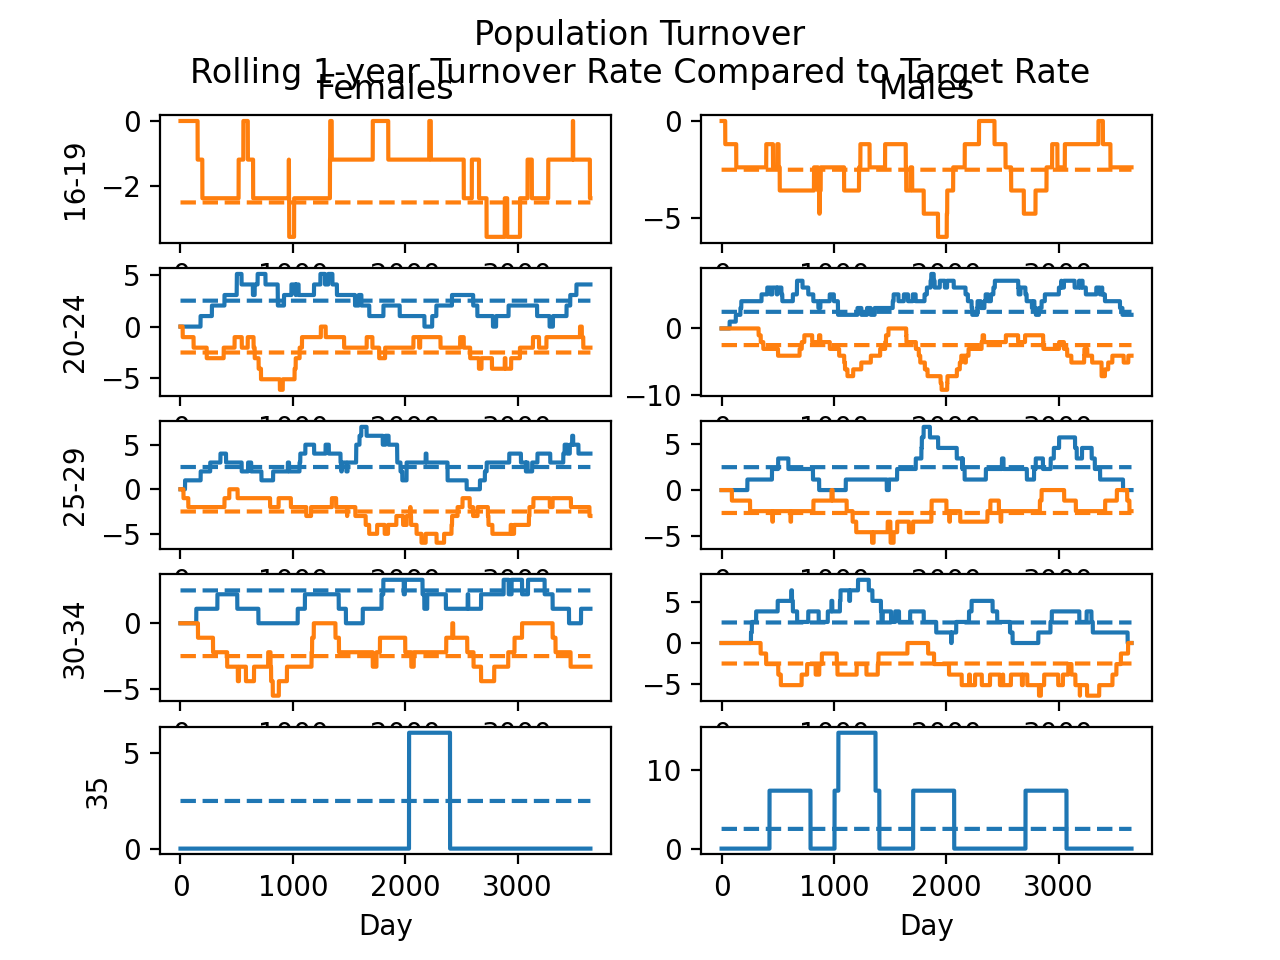 Population Turnover
Rolling 1-year Turnover Rate Compared to Target Rate
Females Males
16-19 0 −2 0 −5
20-24 5 0 −5 0 −10
25-29 5 0 −5 5 0 −5
30-34 0 −5 5 0 −5
35 5 0 10 0
0 1000 2000 3000 0 1000 2000 3000
Day Day